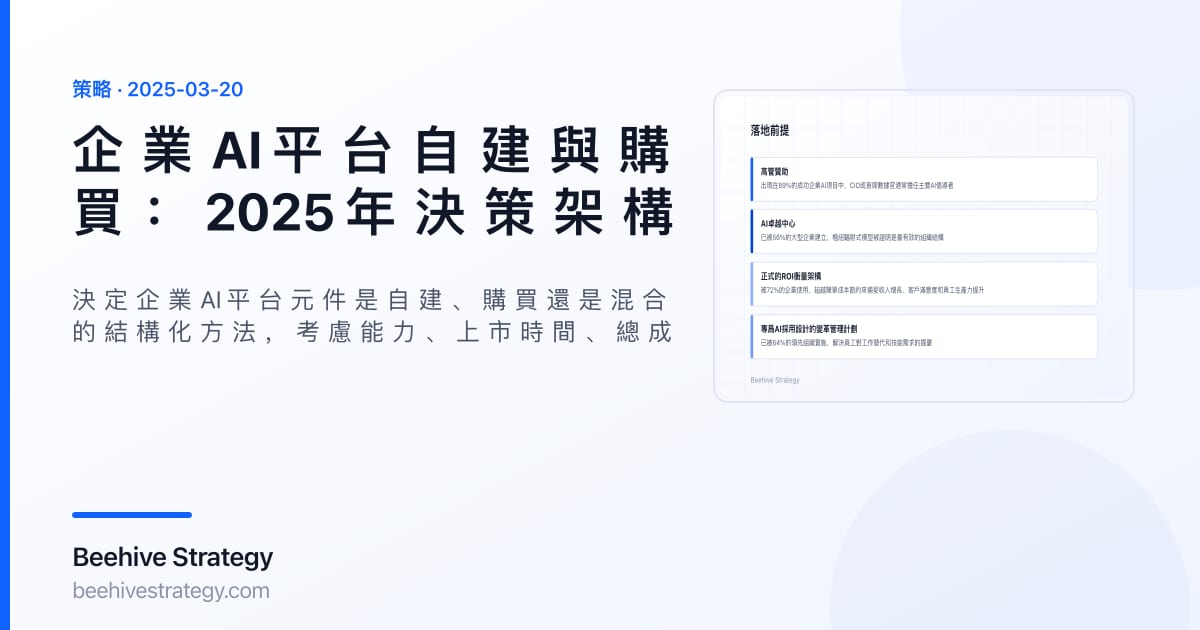 策略 · 2025-03-20
企業AI平台自建與購
買：2025年決策架構
決定企業AI平台元件是自建、購買還是混合
的結構化方法，考慮能力、上市時間、總成
Beehive Strategy
beehivestrategy.com
落地前提
高管贊助
出現在89%的成功企業AI項目中，CIO或首席數據官通常擔任主要AI倡導者
AI卓越中心
已被56%的大型企業建立，樞紐輻射式模型被證明是最有效的組織結構
正式的ROI衡量架構
被72%的企業使用，超越簡單成本節約來捕捉收入增長、客戶滿意度和員工生產力提升
專爲AI採用設計的變革管理計劃
已被64%的領先組織實施，解決員工對工作替代和技能需求的擔憂
Beehive Strategy